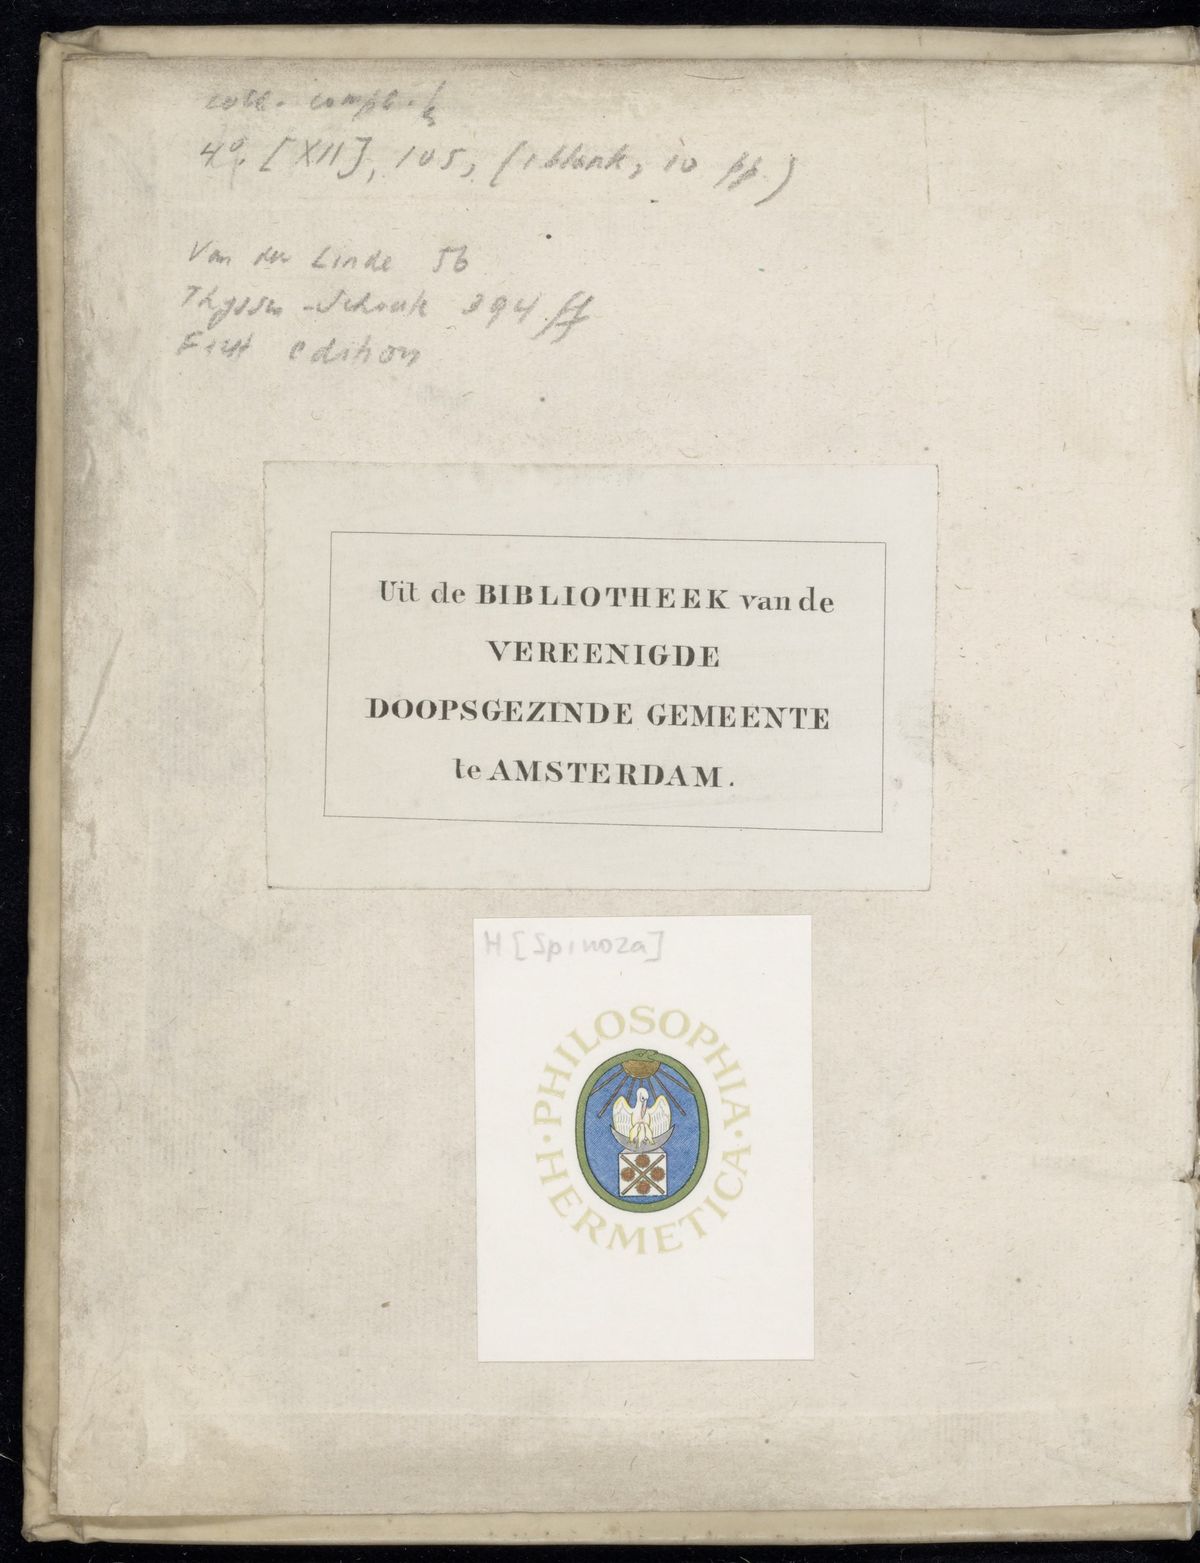 coll. compl.
4°. [XII], 105, (1 blank, 10 pp.)
Van der Linde 56
Thyssen-Schoute 394 ff
First edition
Uit de BIBLIOTHEEK van de
VEREENIGDE
DOOPSGEZINDE GEMEENTE
te AMSTERDAM.
H [Spinoza]
PHILOSOPHIA · HERMETICA ·